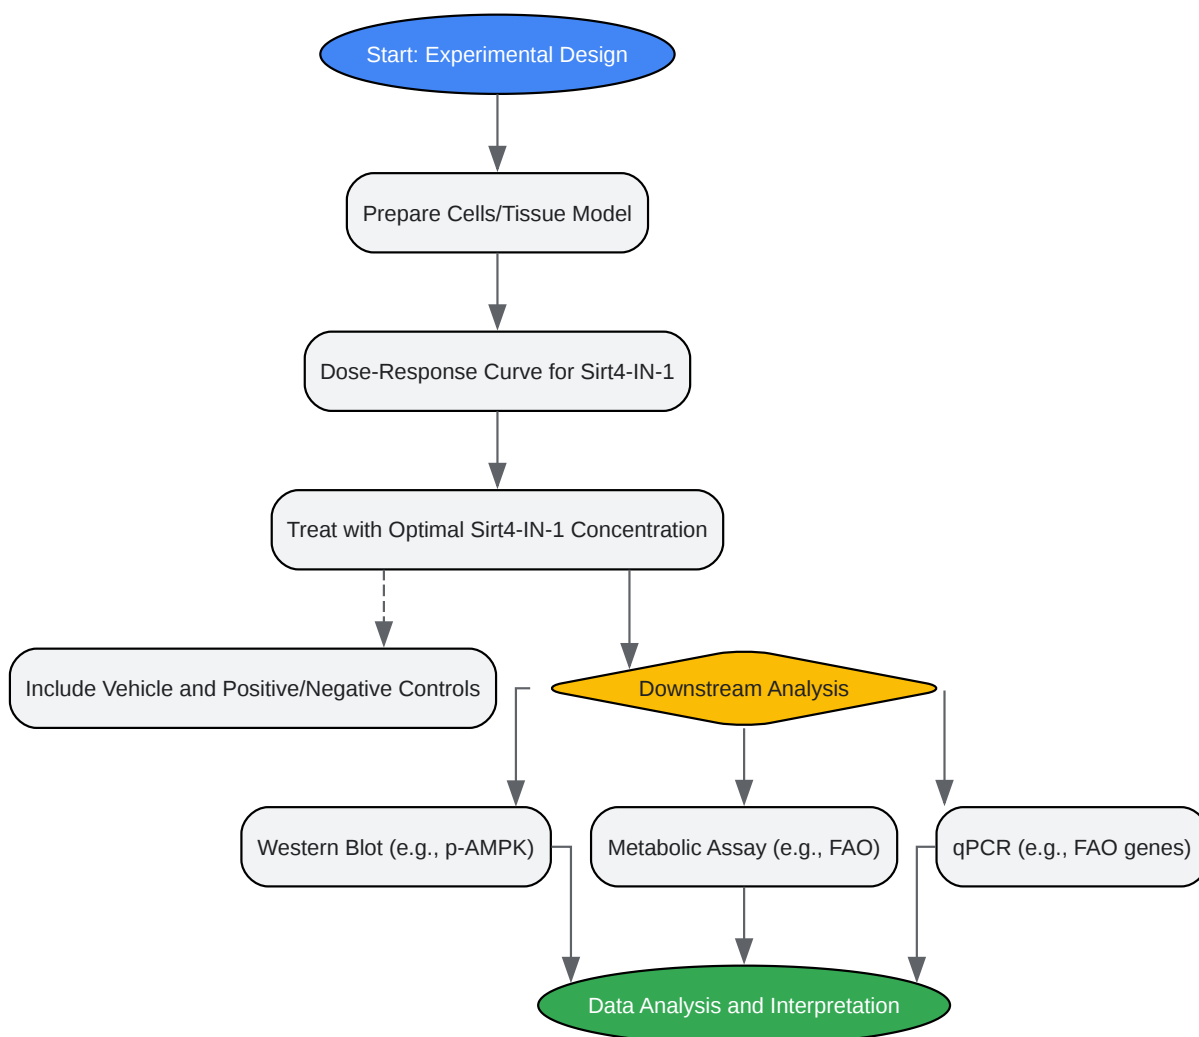 Start: Experimental Design
Prepare Cells/Tissue Model
Dose-Response Curve for Sirt4-IN-1
Treat with Optimal Sirt4-IN-1 Concentration
Include Vehicle and Positive/Negative Controls
Downstream Analysis
Western Blot (e.g., p-AMPK)
Metabolic Assay (e.g., FAO)
qPCR (e.g., FAO genes)
Data Analysis and Interpretation